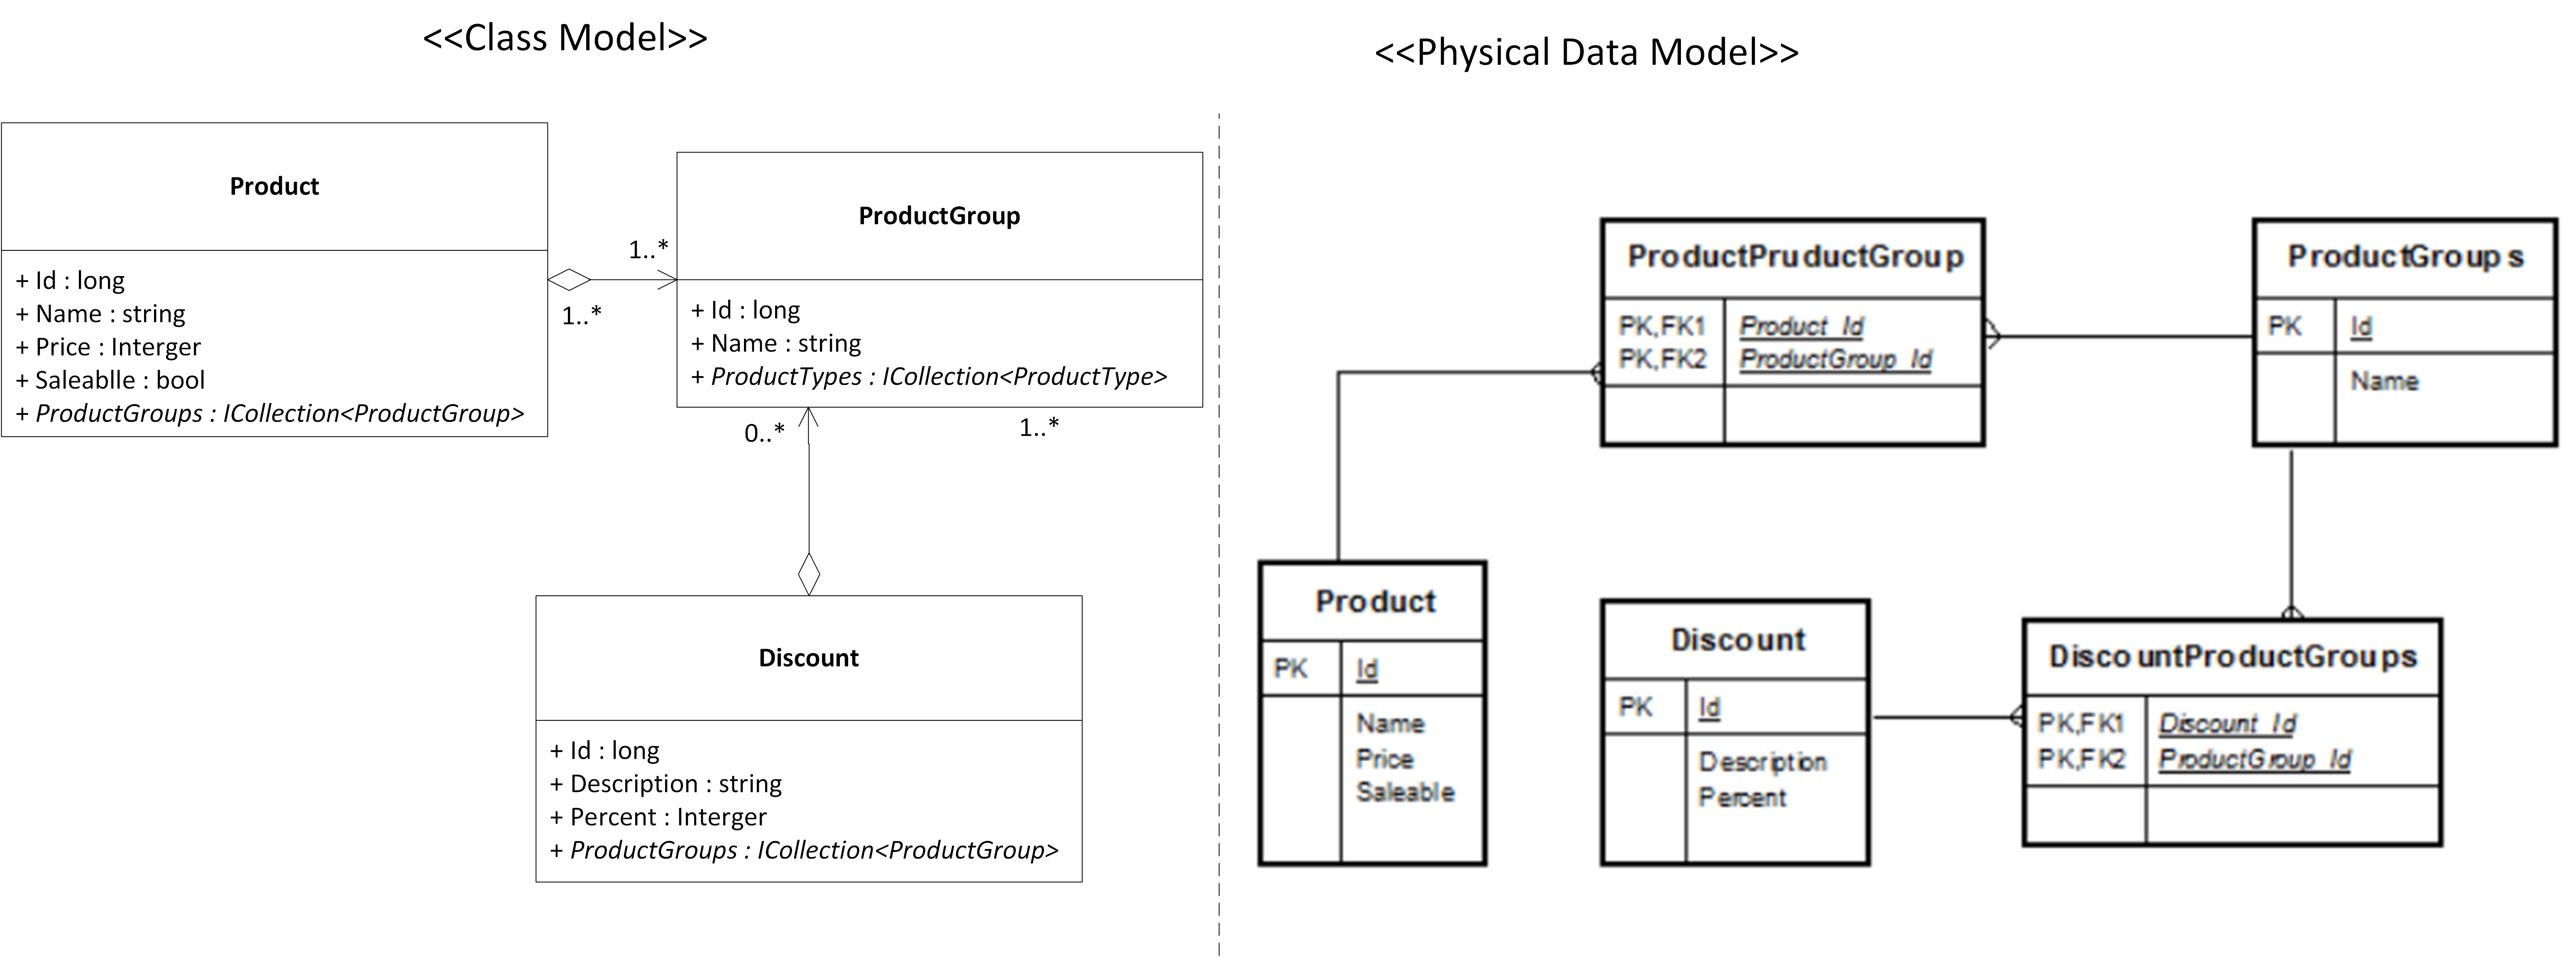 <<Class Model>>
Product
+ Id : long
+ Name : string
+ Price : Interger
+ Saleablle : bool
+ ProductGroups : ICollection<ProductGroup>
1..*
1..*
ProductGroup
+ Id : long
+ Name : string
+ ProductTypes : ICollection<ProductType>
0..*
1..*
Discount
+ Id : long
+ Description : string
+ Percent : Interger
+ ProductGroups : ICollection<ProductGroup>
<<Physical Data Model>>
ProductPruductGroup
PK,FK1 Product_Id
PK,FK2 ProductGroup_Id
ProductGroups
PK Id
Name
Product
PK Id
Name
Price
Saleable
Discount
PK Id
Description
Percent
DiscountProductGroups
PK,FK1 Discount_Id
PK,FK2 ProductGroup_Id